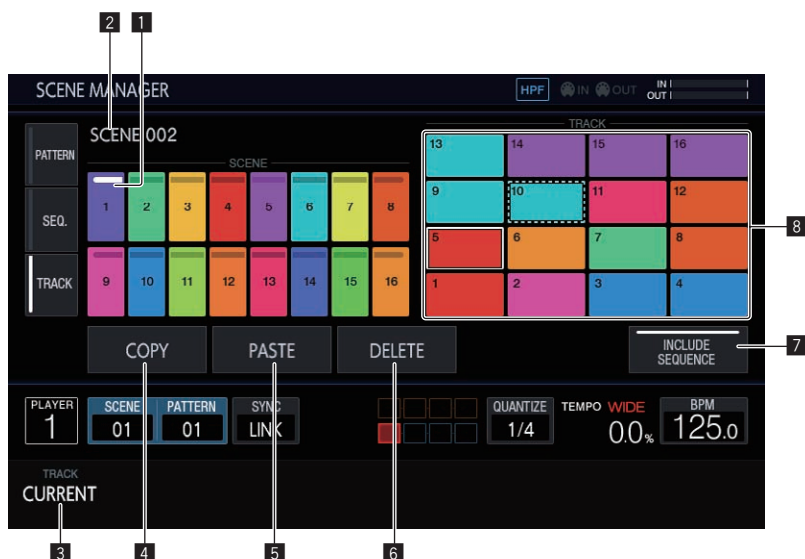 2 1
SCENE MANAGER HPF IN OUT IN
OUT
SCENE 002
TRACK
PATTERN
SCENE
13 14 15 16
1 2 3 4 5 6 7 8
9 10 11 12
SEQ.
8
5 6 7 8
TRACK
9 10 11 12 13 14 15 16
1 2 3 4
COPY PASTE DELETE
INCLUDE
SEQUENCE
7
PLAYER
1
SCENE
01
PATTERN
01
SYNC
LINK
QUANTIZE
1/4
TEMPO WIDE
0.0%
BPM
125.0
TRACK
CURRENT
3 4 5 6